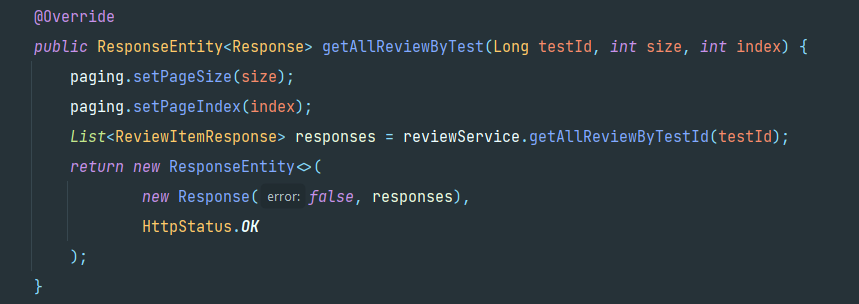 @Override
public ResponseEntity<Response> getAllReviewByTest(Long testId, int size, int index) {
paging.setPageSize(size);
paging.setPageIndex(index);
List<ReviewItemResponse> responses = reviewService.getAllReviewByTestId(testId);
return new ResponseEntity<>(
new Response( error: false, responses),
HttpStatus.OK
);
}